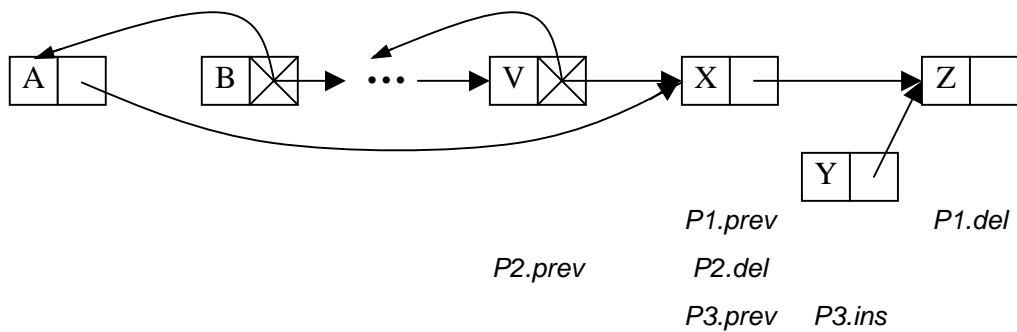 A B ... V X Z
Y
P1.prev P1.del
P2.prev P2.del
P3.prev P3.ins